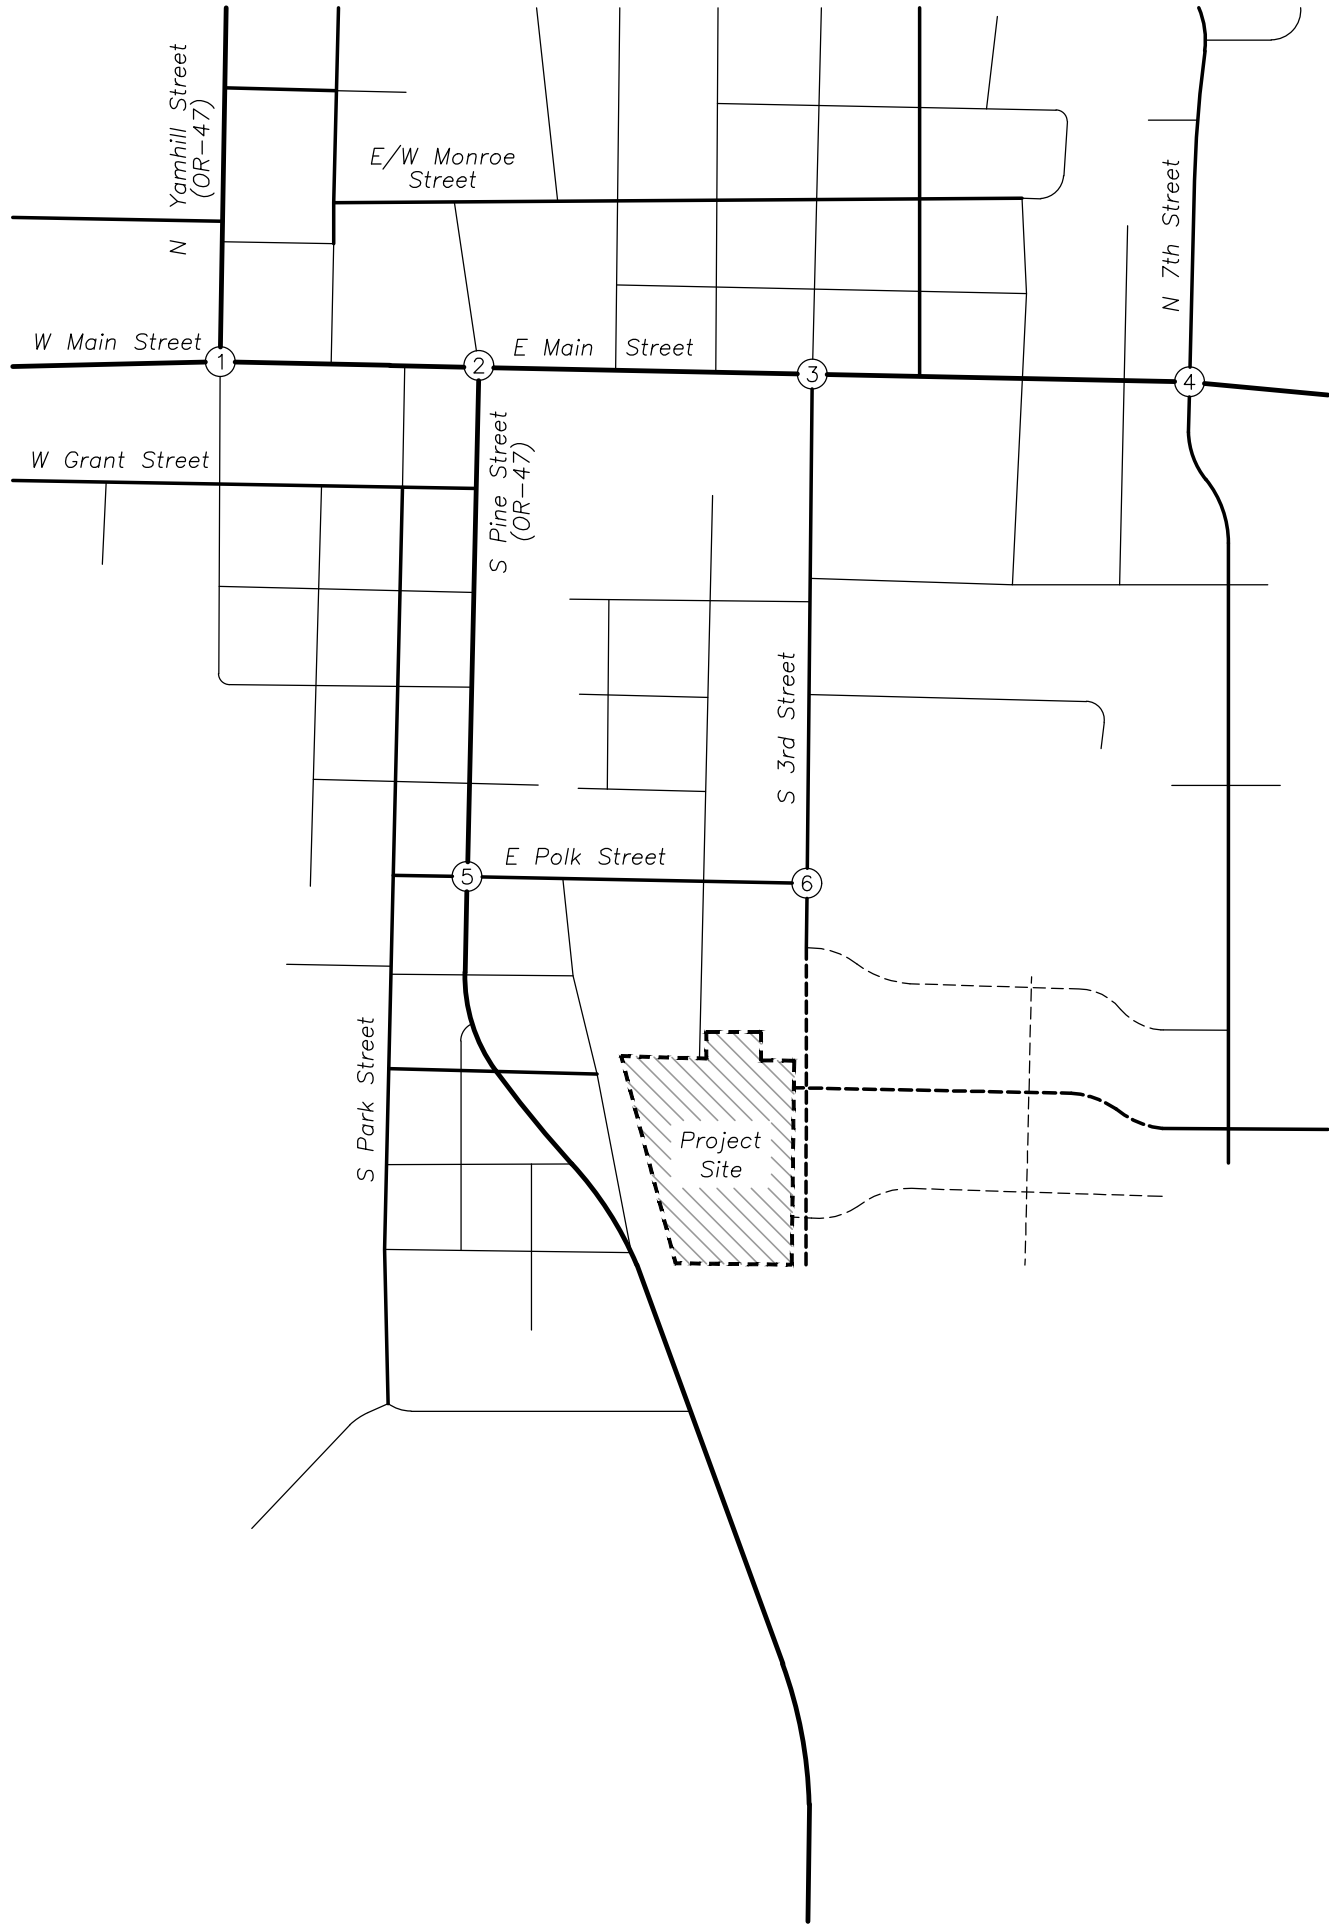 N Yamhill Street
(OR-47)
E/W Monroe
Street
N 7th Street
W Main Street
1
2
E Main Street
3
4
W Grant Street
S Pine Street
(OR-47)
S 3rd Street
5
E Polk Street
6
S Park Street
Project
Site